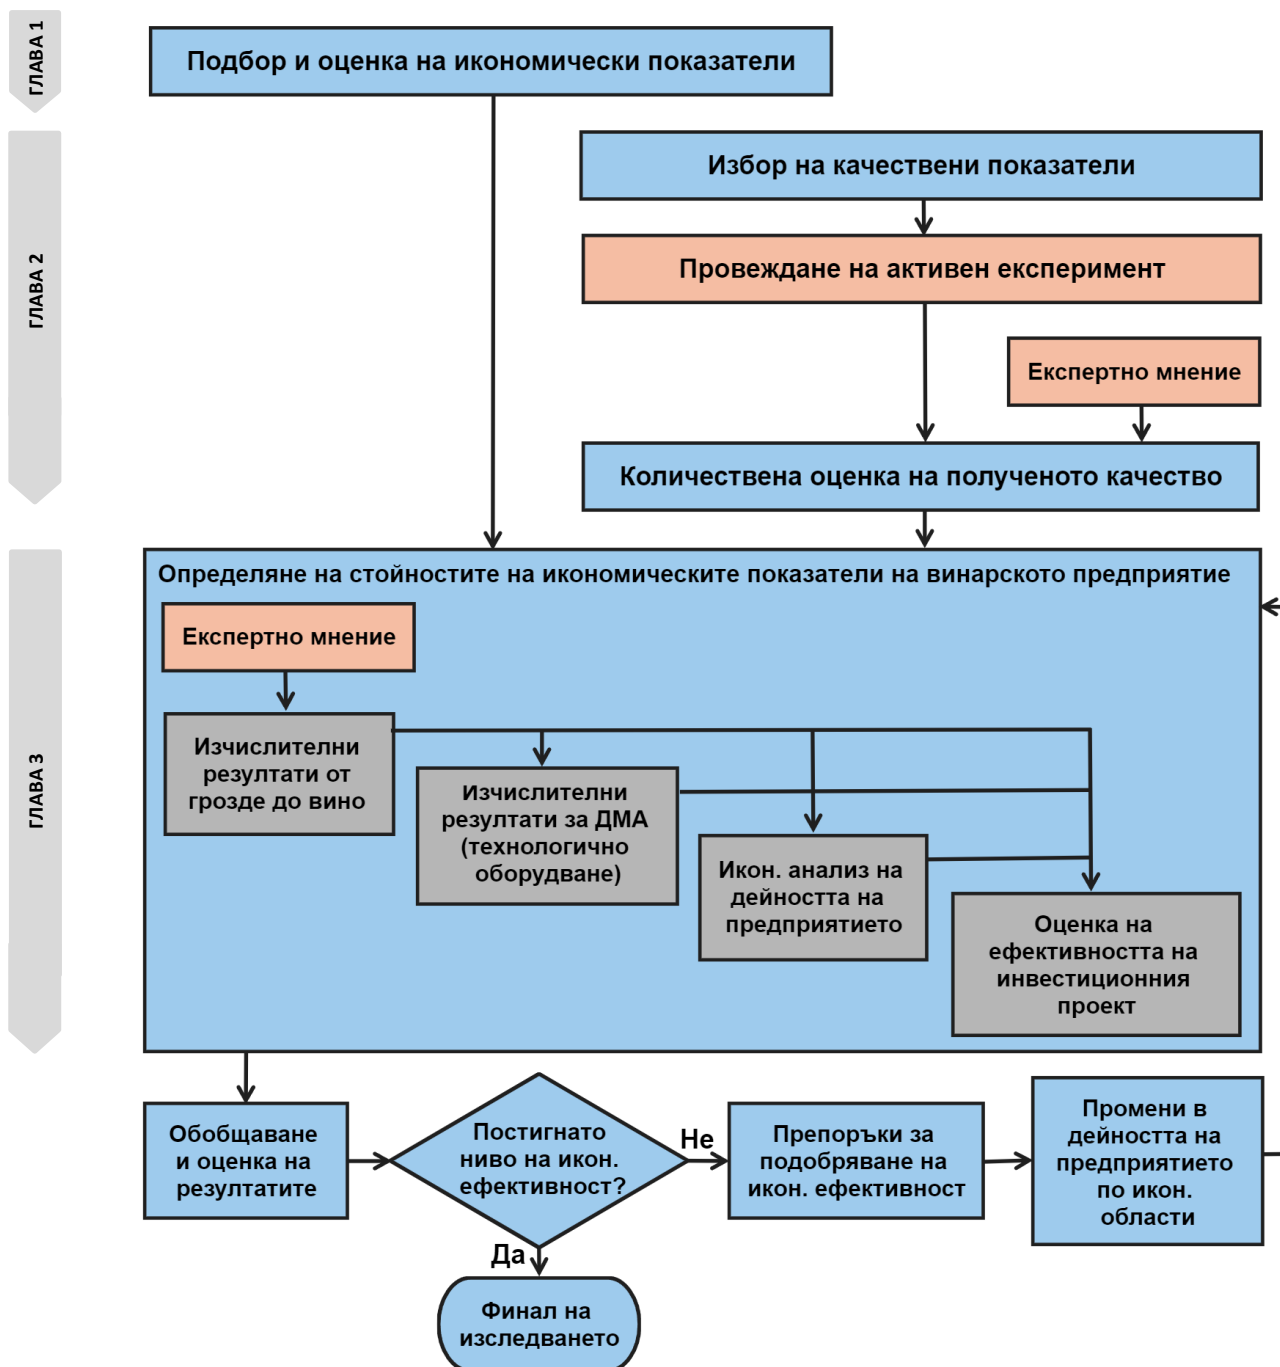 ГЛАВА 1
Подбор и оценка на икономически показатели
ГЛАВА 2
Избор на качествени показатели
Провеждане на активен експеримент
Експертно мнение
Количествена оценка на полученото качество
ГЛАВА 3
Определяне на стойностите на икономическите показатели на винарското предприятие
Експертно мнение
Изчислителни
резултати от
грозде до вино
Изчислителни
резултати за ДМА
(технологично
оборудване)
Икон. анализ на
дейността на
предприятието
Оценка на
ефективността на
инвестиционния
проект
Обобщаване
и оценка на
резултатите
Постигнато
ниво на икон.
ефективност?
Не
Препоръки за
подобряване на
икон. ефективност
Промени в
дейността на
предприятието
по икон.
области
Да
Финал на
изследването